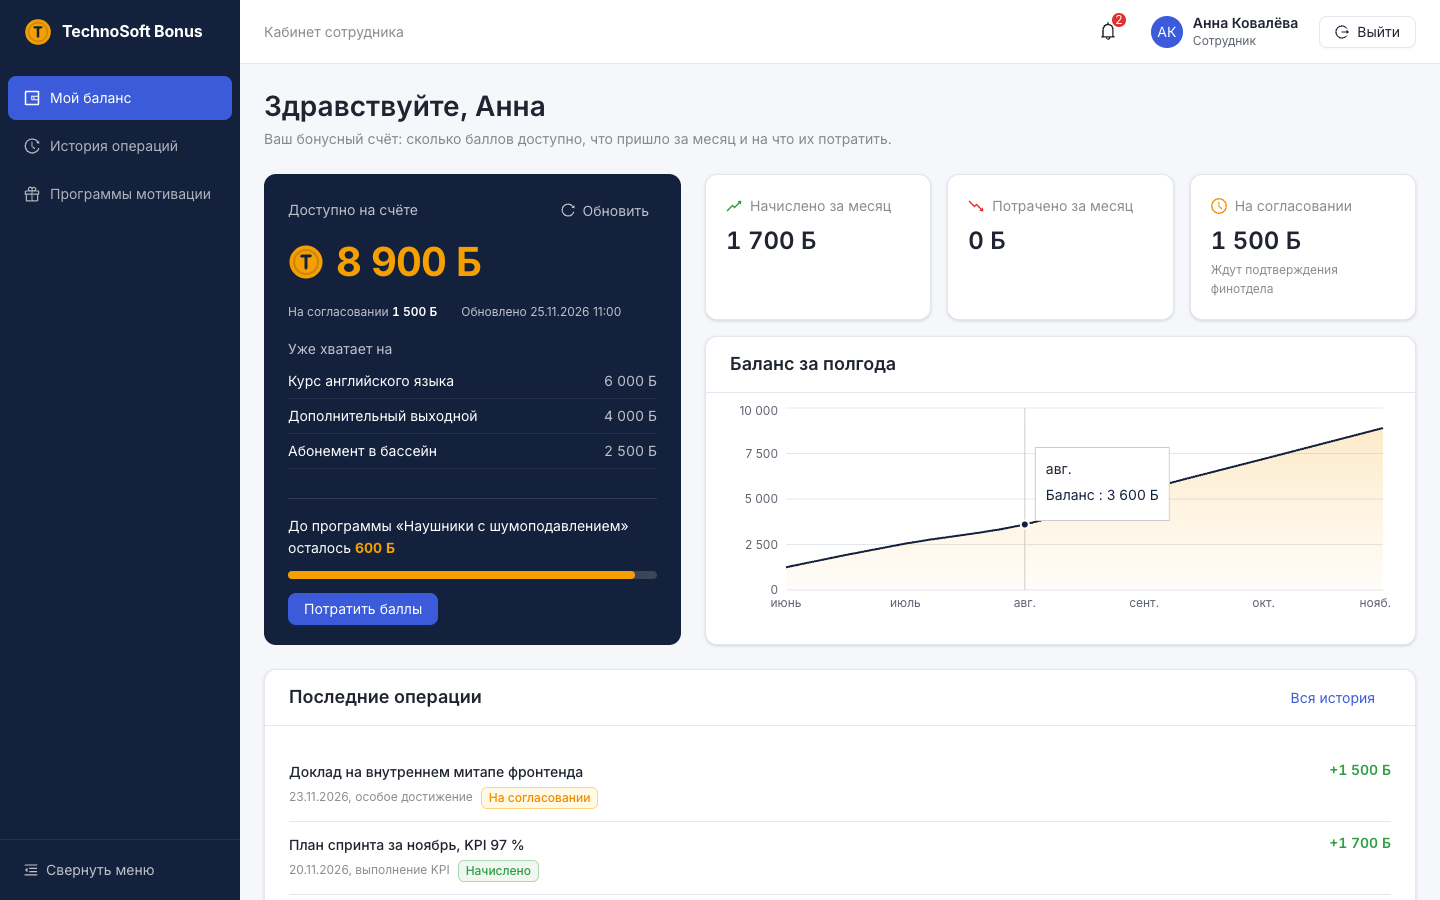 TechnoSoft Bonus
Мой баланс
История операций
Программы мотивации
Свернуть меню
Кабинет сотрудника
2
АК
Анна Ковалёва
Сотрудник
Выйти
Здравствуйте, Анна
Ваш бонусный счёт: сколько баллов доступно, что пришло за месяц и на что их потратить.
Доступно на счёте
Обновить
8 900 Б
На согласовании 1 500 Б
Обновлено 25.11.2026 11:00
Уже хватает на
Курс английского языка 6 000 Б
Дополнительный выходной 4 000 Б
Абонемент в бассейн 2 500 Б
До программы «Наушники с шумоподавлением»
осталось 600 Б
Потратить баллы
Начислено за месяц
1 700 Б
Потрачено за месяц
0 Б
На согласовании
1 500 Б
Ждут подтверждения
финотдела
Баланс за полгода
10 000
7 500
5 000
2 500
0
авг.
Баланс : 3 600 Б
июнь июль авг. сент. окт. нояб.
Последние операции
Вся история
Доклад на внутреннем митапе фронтенда
+1 500 Б
23.11.2026, особое достижение На согласовании
План спринта за ноябрь, KPI 97 %
+1 700 Б
20.11.2026, выполнение KPI Начислено